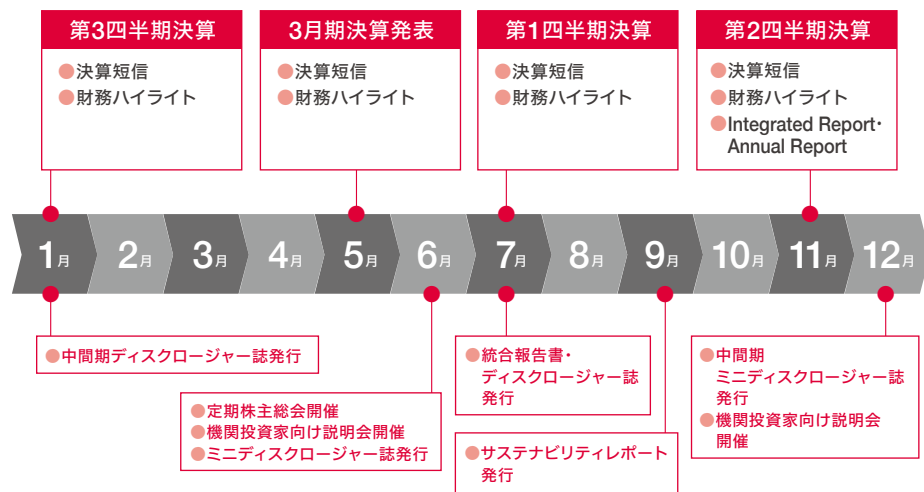 第3四半期決算
●決算短信
●財務ハイライト
3月期決算発表
●決算短信
●財務ハイライト
第1四半期決算
●決算短信
●財務ハイライト
第2四半期決算
●決算短信
●財務ハイライト
●Integrated Report・
Annual Report
1月
2月
3月
4月
5月
6月
7月
8月
9月
10月
11月
12月
●中間期ディスクロージャー誌発行
●定期株主総会開催
●機関投資家向け説明会開催
●ミニディスクロージャー誌発行
●統合報告書・
ディスクロージャー誌
発行
●サステナビリティレポート
発行
●中間期
ミニディスクロージャー誌
発行
●機関投資家向け説明会
開催